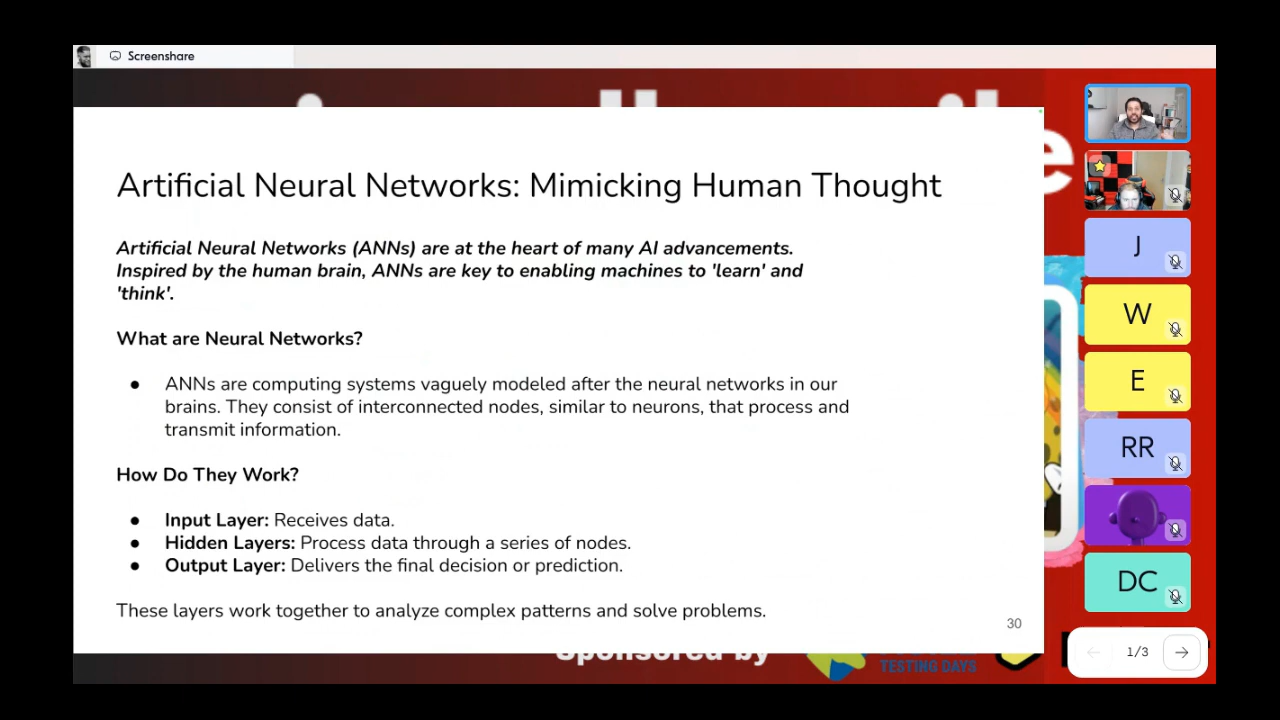 Screenshare
Artificial Neural Networks: Mimicking Human Thought
Artificial Neural Networks (ANNs) are at the heart of many AI advancements.
Inspired by the human brain, ANNs are key to enabling machines to 'learn' and
'think'.
What are Neural Networks?
● ANNs are computing systems vaguely modeled after the neural networks in our
brains. They consist of interconnected nodes, similar to neurons, that process and
transmit information.
How Do They Work?
● Input Layer: Receives data.
● Hidden Layers: Process data through a series of nodes.
● Output Layer: Delivers the final decision or prediction.
These layers work together to analyze complex patterns and solve problems.
30
J
W
E
RR
DC
1/3
Sponsored by
TESTING DAYS